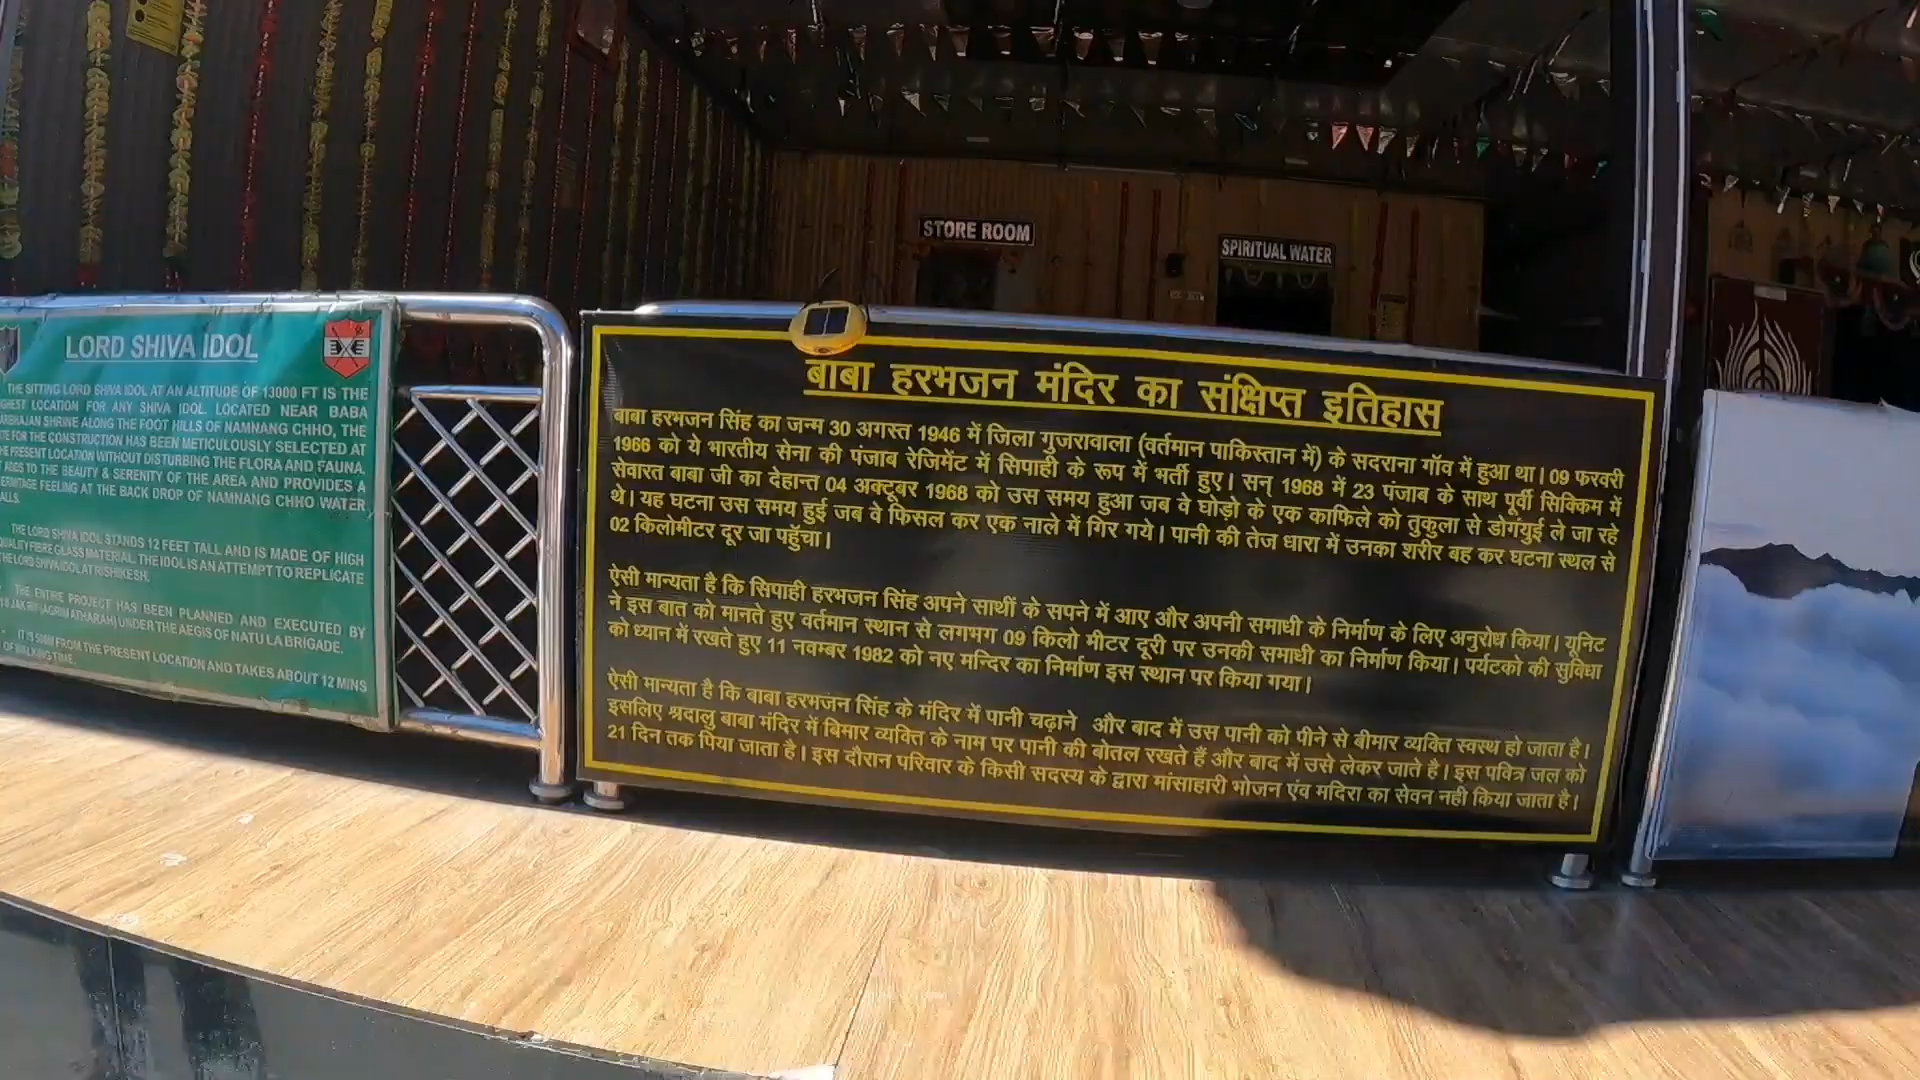 STORE ROOM
SPIRITUAL WATER
LORD SHIVA IDOL
THE SITTING LORD SHIVA IDOL AT AN ALTITUDE OF 13000 FT IS THE
LOCATION FOR ANY SHIVA IDOL. LOCATED NEAR BABA
SHRINE ALONG THE FOOT HILLS OF NAMNANG CHHO, THE
FOR THE CONSTRUCTION HAS BEEN METICULOUSLY SELECTED AT
PRESENT LOCATION WITHOUT DISTURBING THE FLORA AND FAUNA.
ADDS TO THE BEAUTY & SERENITY OF THE AREA AND PROVIDES A
FEELING AT THE BACK DROP OF NAMNANG CHHO WATER
THE LORD SHIVA IDOL STANDS 12 FEET TALL AND IS MADE OF HIGH
QUALITY FIBRE GLASS MATERIAL. THE IDOL IS AN ATTEMPT TO REPLICATE
THE LORD SHIVA IDOL AT RISHIKESH.
THE ENTIRE PROJECT HAS BEEN PLANNED AND EXECUTED BY
18 JAK RIF (AGRIM ATHARAH) UNDER THE AEGIS OF NATU LA BRIGADE.
IT IS 500M FROM THE PRESENT LOCATION AND TAKES ABOUT 12 MINS
OF WALKING TIME.
बाबा हरभजन मंदिर का संक्षिप्त इतिहास
बाबा हरभजन सिंह का जन्म 30 अगस्त 1946 में जिला गुजरावाला (वर्तमान पाकिस्तान में) के सदराना गॉव में हुआ था। 09 फरवरी
1966 को ये भारतीय सेना की पंजाब रेजिमेंट में सिपाही के रूप में भर्ती हुए। सन् 1968 में 23 पंजाब के साथ पूर्वी सिक्किम में
सेवारत बाबा जी का देहान्त 04 अक्टूबर 1968 को उस समय हुआ जब वे घोड़ो के एक काफिले को तुकुला से डोगंयुई ले जा रहे
थे। यह घटना उस समय हुई जब वे फिसल कर एक नाले में गिर गये। पानी की तेज धारा में उनका शरीर बह कर घटना स्थल से
02 किलोमीटर दूर जा पहुँचा।
ऐसी मान्यता है कि सिपाही हरभजन सिंह अपने साथीं के सपने में आए और अपनी समाधी के निर्माण के लिए अनुरोध किया। यूनिट
ने इस बात को मानते हुए वर्तमान स्थान से लगभग 09 किलो मीटर दूरी पर उनकी समाधी का निर्माण किया। पर्यटको की सुविधा
को ध्यान में रखते हुए 11 नवम्बर 1982 को नए मन्दिर का निर्माण इस स्थान पर किया गया।
ऐसी मान्यता है कि बाबा हरभजंन सिंह के मंदिर में पानी चढ़ाने और बाद में उस पानी को पीने से बीमार व्यक्ति स्वस्थ हो जाता है।
इसलिए श्रदालु बाबा मंदिर में बिमार व्यक्ति के नाम पर पानी की बोतल रखते हैं और बाद में उसे लेकर जाते है। इस पवित्र जल को
21 दिन तक पिया जाता है। इस दौरान परिवार के किसी सदस्य के द्वारा मांसाहारी भोजन एंव मदिरा का सेवन नही किया जाता है।